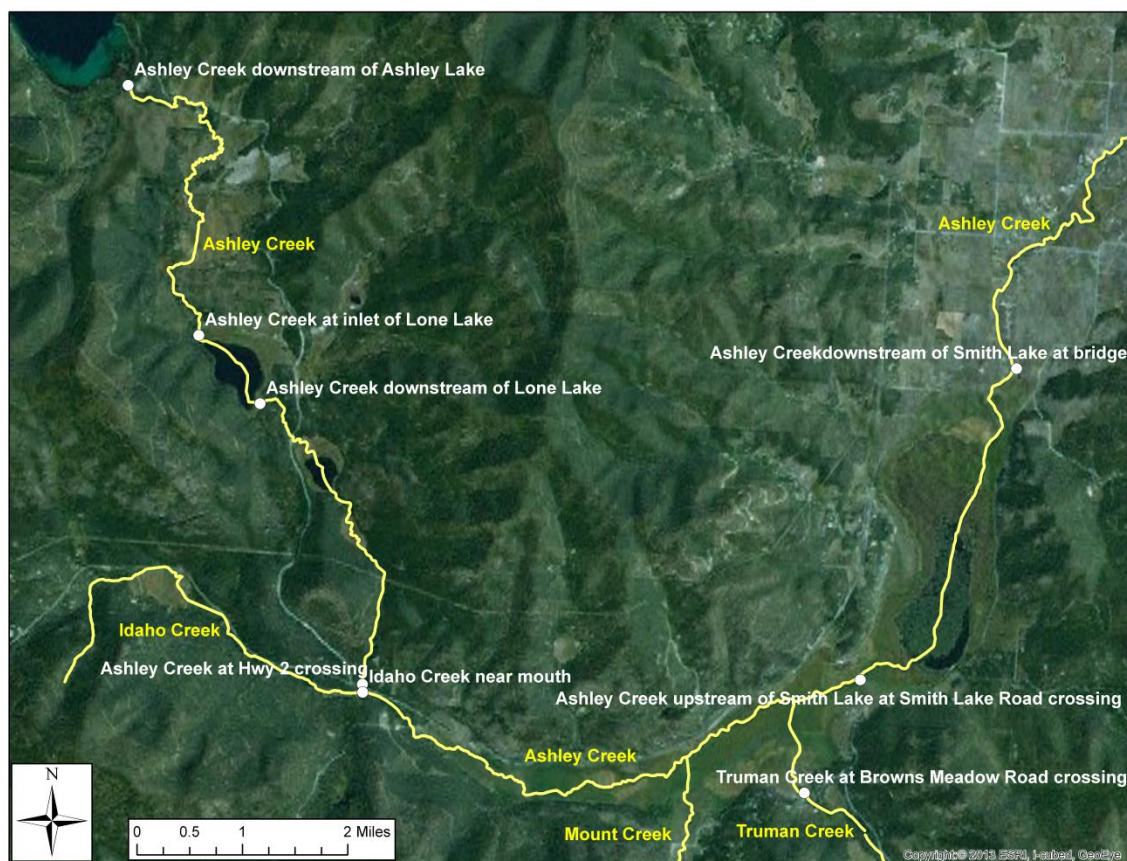 Ashley Creek downstream of Ashley Lake
Ashley Creek
Ashley Creek
Ashley Creek at inlet of Lone Lake
Ashley Creekdownstream of Smith Lake at bridge
Ashley Creek downstream of Lone Lake
Idaho Creek
Ashley Creek at Hwy 2 crossing
Idaho Creek near mouth
Ashley Creek upstream of Smith Lake at Smith Lake Road crossing
Ashley Creek
Truman Creek at Browns Meadow Road crossing
Mount Creek
Truman Creek
N
0 0.5 1 2 Miles
Copyright:© 2013 ESRI, i-cubed, GeoEye